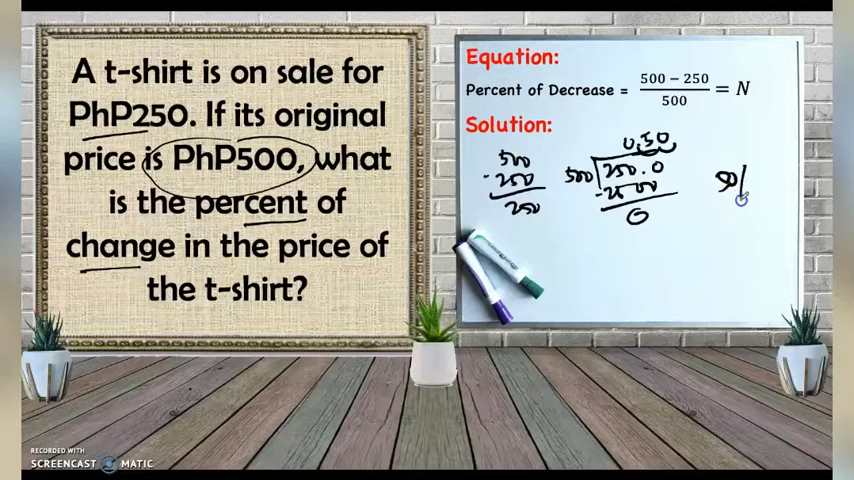 A t-shirt is on sale for
PhP250. If its original
price is PhP500, what
is the percent of
change in the price of
the t-shirt?
Equation:
Percent of Decrease = 500 − 250 / 500 = N
Solution:
500
- 250
250
0.50
500 250.0
- 2500
0
50
RECORDED WITH
SCREENCAST MATIC